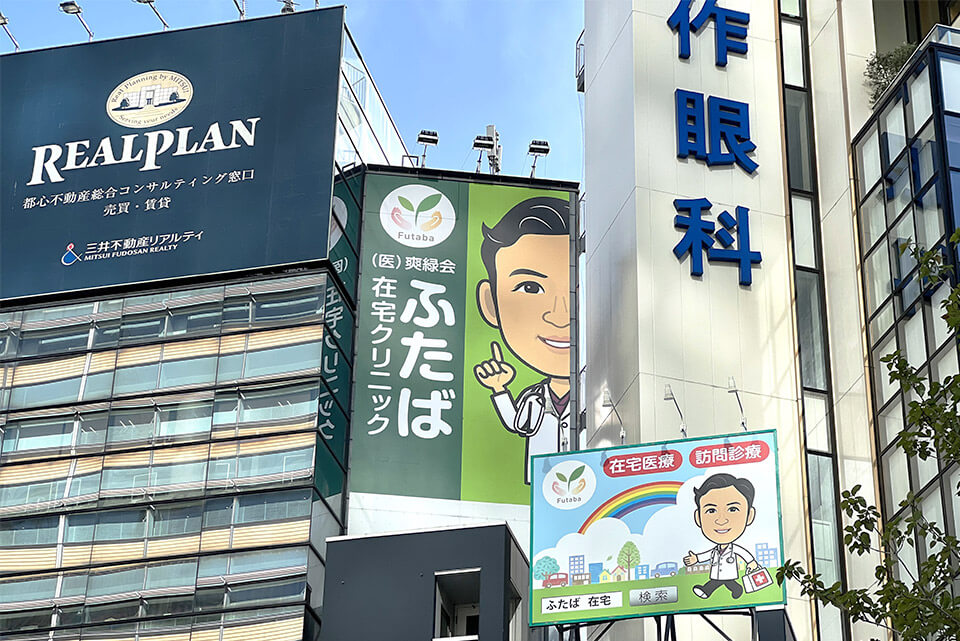 Real Planning by MITSUI
Serving your needs
REALPLAN
都心不動産総合コンサルティング窓口
売買・賃貸
三井不動産リアルティ
MITSUI FUDOSAN REALTY
Futaba
(医)爽緑会
ふたば
在宅クリニック
作眼科
Futaba
在宅医療
訪問診療
ふたば 在宅
検索